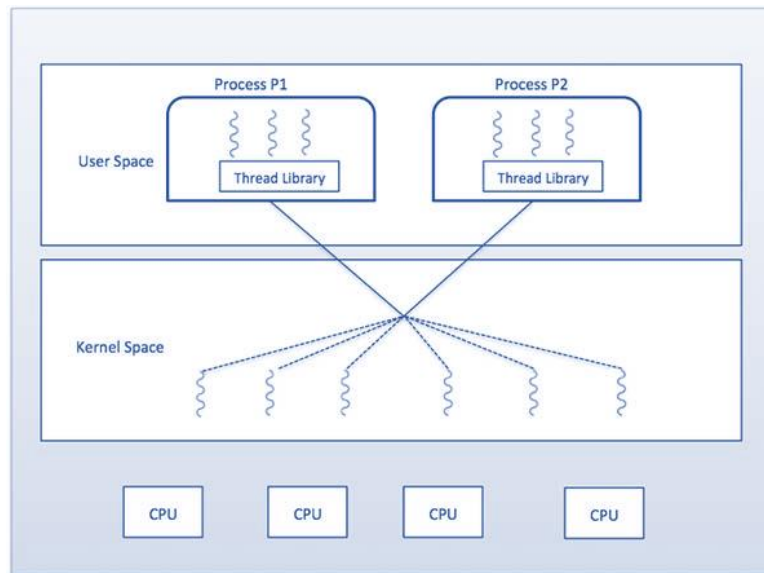 Process P1
Process P2
User Space
Thread Library
Thread Library
Kernel Space
CPU
CPU
CPU
CPU